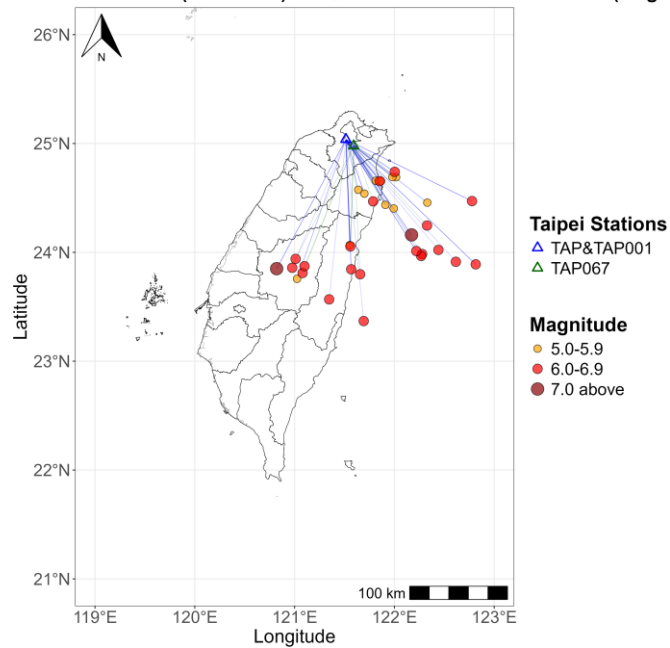 26°N
25°N
24°N
23°N
22°N
21°N
Latitude
N
100 km
119°E 120°E 121°E 122°E 123°E
Longitude
Taipei Stations
TAP&TAP001
TAP067
Magnitude
5.0-5.9
6.0-6.9
7.0 above